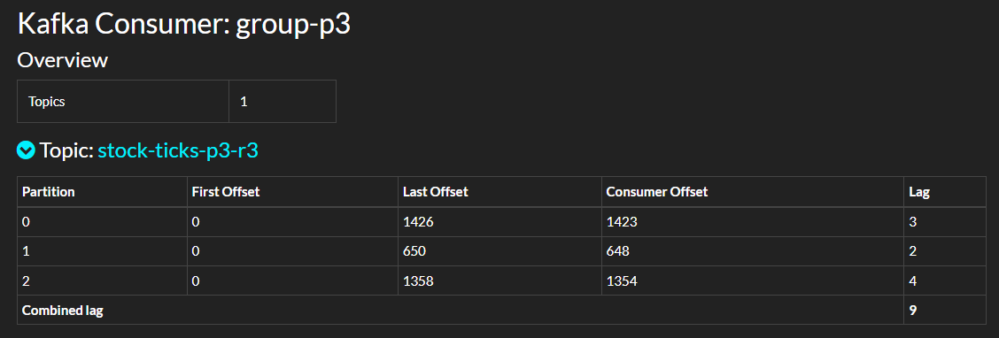 Kafka Consumer: group-p3
Overview
Topics 1
Topic: stock-ticks-p3-r3
Partition First Offset Last Offset Consumer Offset Lag
0 0 1426 1423 3
1 0 650 648 2
2 0 1358 1354 4
Combined lag 9